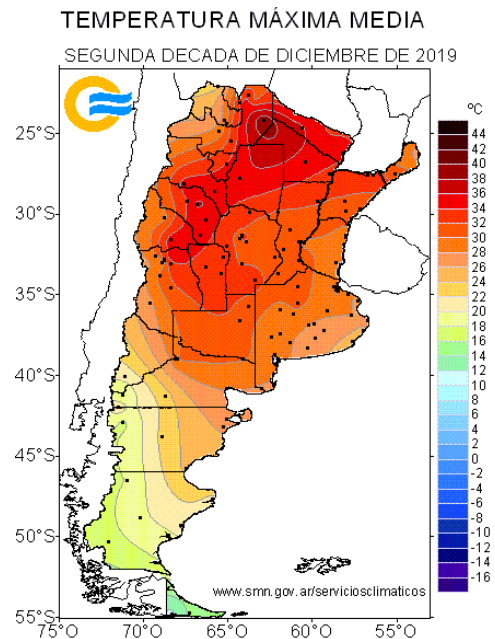 TEMPERATURA MÁXIMA MEDIA
SEGUNDA DECADA DE DICIEMBRE DE 2019
ºC
44
42
40
38
36
34
32
30
28
26
24
22
20
18
16
14
12
10
8
6
4
2
0
-2
-4
-6
-8
-10
-12
-14
-16
25°S
30°S
35°S
40°S
45°S
50°S
55°S
www.smn.gov.ar/serviciosclimaticos
75°O 70°O 65°O 60°O 55°O